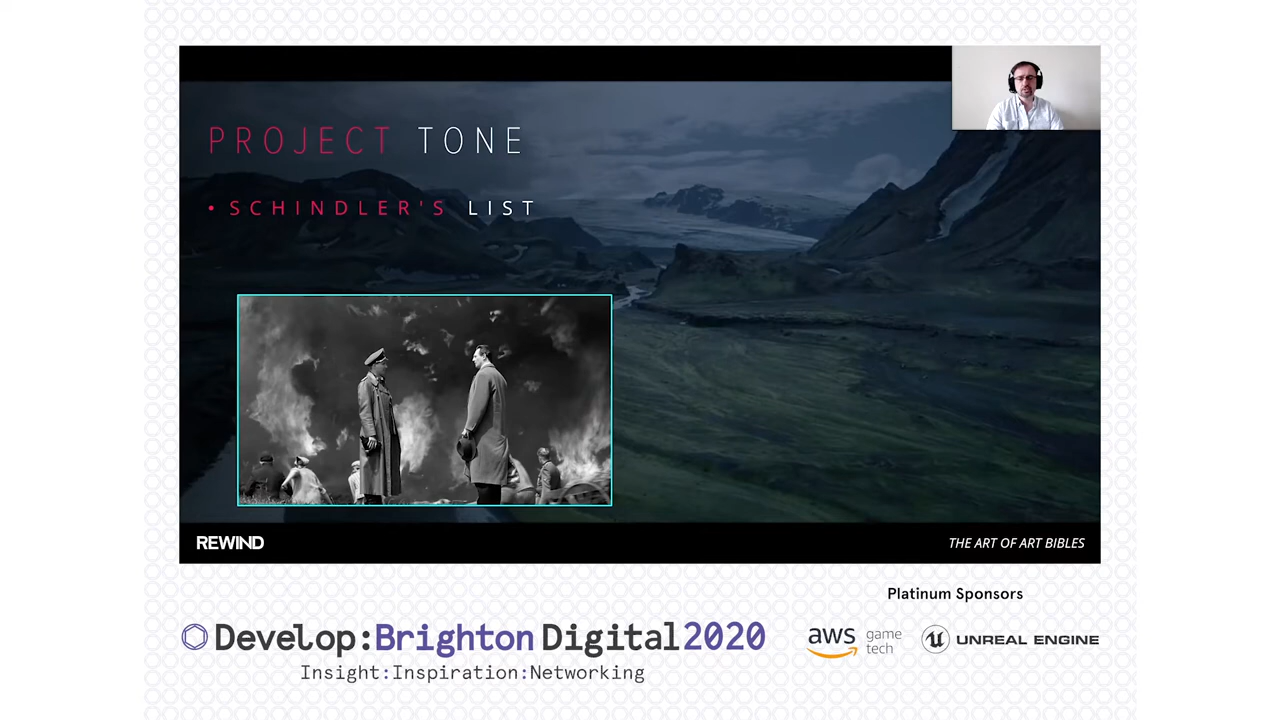 PROJECT TONE
• SCHINDLER'S LIST
REWIND
THE ART OF ART BIBLES
Platinum Sponsors
Develop:Brighton Digital 2020
Insight:Inspiration:Networking
aws game tech
UNREAL ENGINE